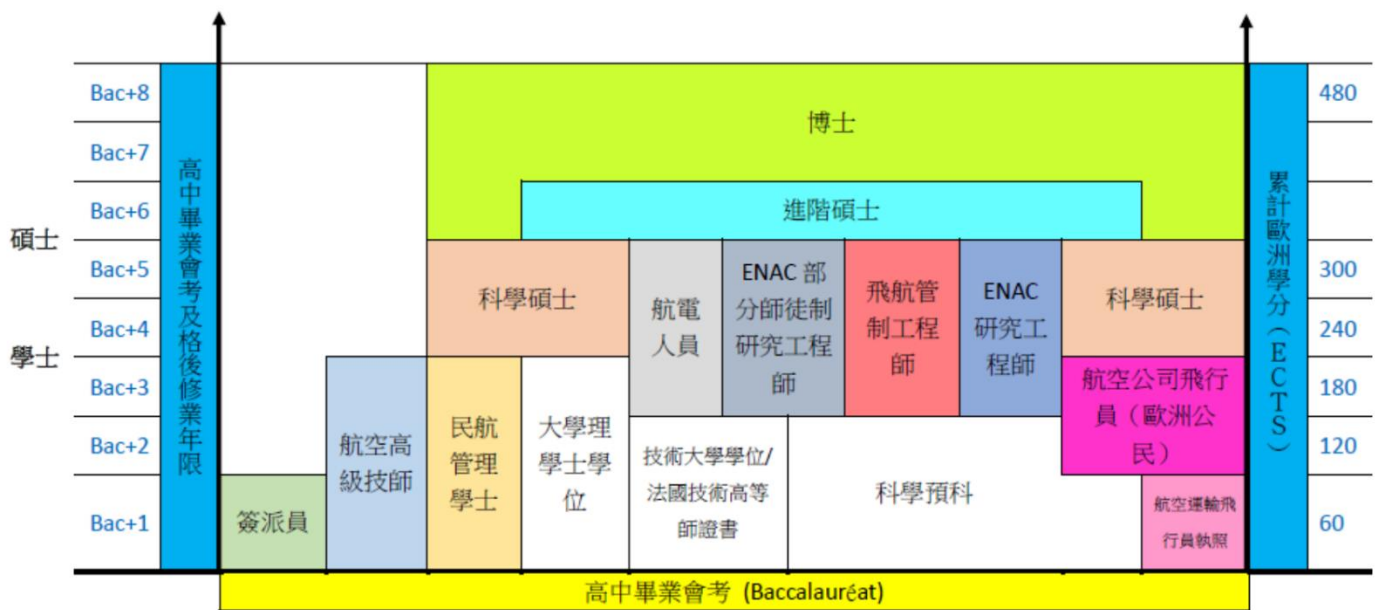 Bac+8
480
博士
Bac+7
Bac+6
進階碩士
碩士
Bac+5
300
Bac+4
240
學士
Bac+3
180
Bac+2
120
Bac+1
60
高中畢業會考及格後修業年限
累計歐洲學分（ECTS）
科學碩士
航電
人員
ENAC 部
分師徒制
研究工程
師
飛航管
制工程
師
ENAC
研究工
程師
科學碩士
簽派員
航空高
級技師
民航
管理
學士
大學理
學士學
位
技術大學學位/
法國技術高等
師證書
科學預科
航空公司飛行
員（歐洲公
民）
航空運輸飛
行員執照
高中畢業會考 (Baccalauréat)